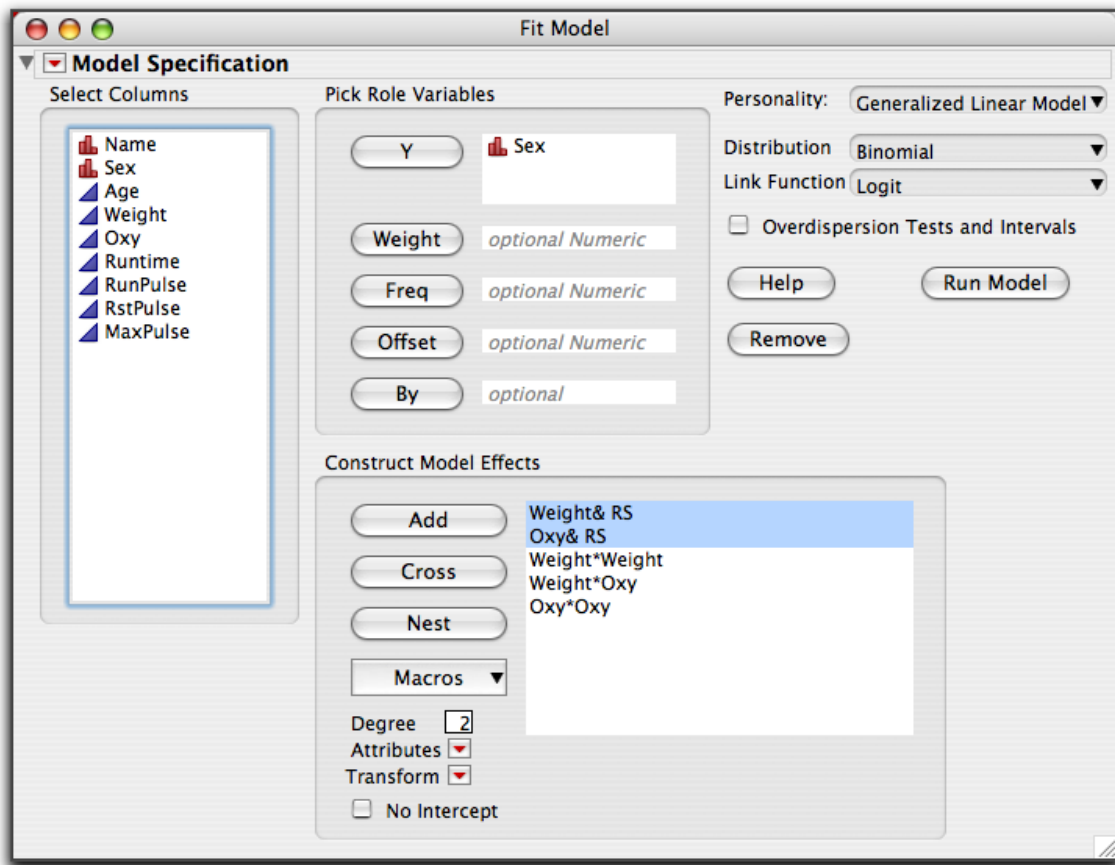 Fit Model
Model Specification
Select Columns
Name
Sex
Age
Weight
Oxy
Runtime
RunPulse
RstPulse
MaxPulse
Pick Role Variables
Y
Sex
Weight
optional Numeric
Freq
optional Numeric
Offset
optional Numeric
By
optional
Personality:
Generalized Linear Model
Distribution
Binomial
Link Function
Logit
Overdispersion Tests and Intervals
Help
Run Model
Remove
Construct Model Effects
Add
Cross
Nest
Macros
Degree
2
Attributes
Transform
No Intercept
Weight& RS
Oxy& RS
Weight*Weight
Weight*Oxy
Oxy*Oxy